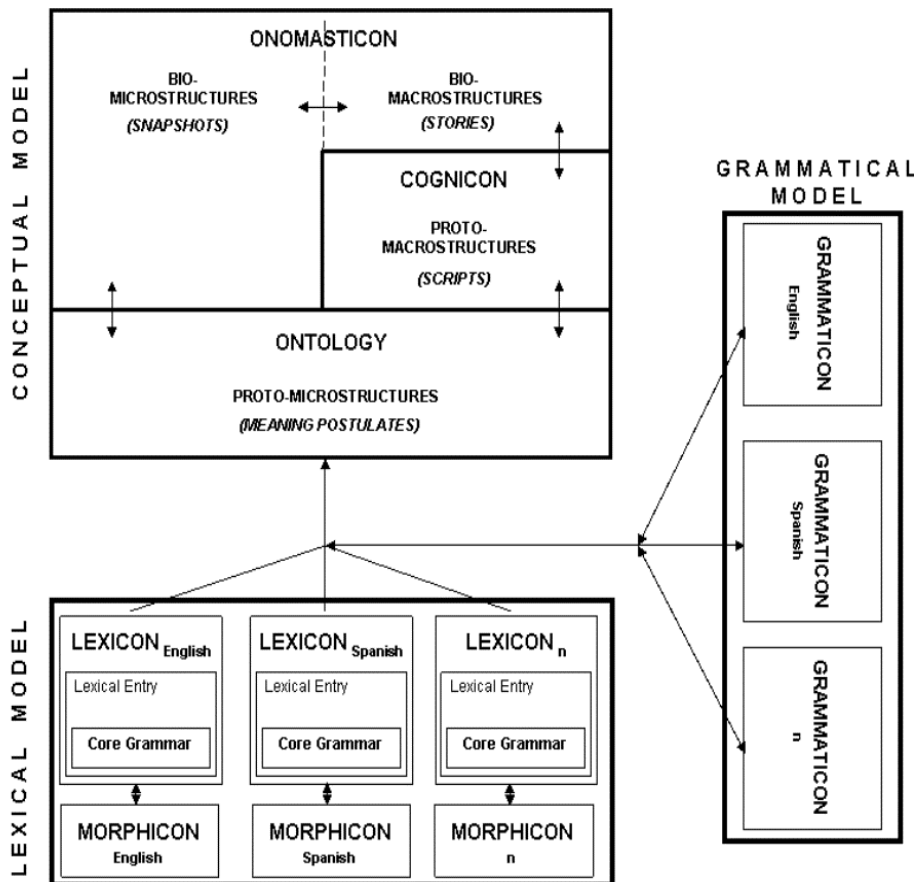 CONCEPTUAL MODEL
ONOMASTICON
BIO-
MICROSTRUCTURES
(SNAPSHOTS)
BIO-
MACROSTRUCTURES
(STORIES)
COGNICON
PROTO-
MACROSTRUCTURES
(SCRIPTS)
ONTOLOGY
PROTO-MICROSTRUCTURES
(MEANING POSTULATES)
GRAMMATICAL
MODEL
GRAMMATICON
English
GRAMMATICON
Spanish
GRAMMATICON
n
LEXICAL MODEL
LEXICON English
Lexical Entry
Core Grammar
MORPHICON
English
LEXICON Spanish
Lexical Entry
Core Grammar
MORPHICON
Spanish
LEXICON n
Lexical Entry
Core Grammar
MORPHICON
n